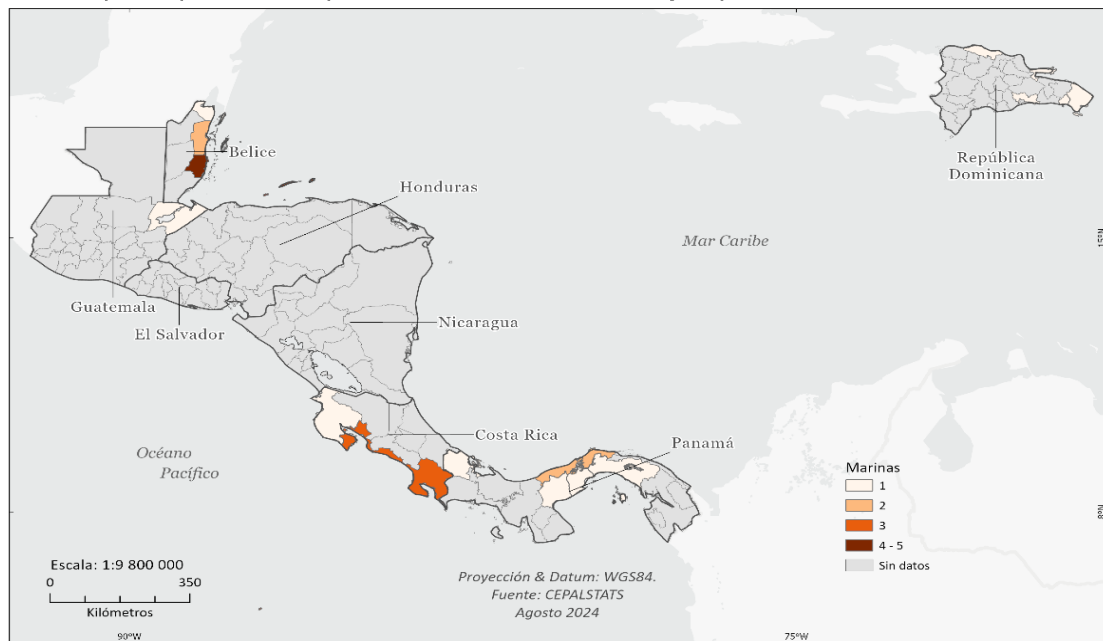 Belice
Honduras
República
Dominicana
Mar Caribe
Guatemala
El Salvador
Nicaragua
Costa Rica
Panamá
Océano
Pacífico
Marinas
1
2
3
4 - 5
Sin datos
Escala: 1:9 800 000
0 350
Kilómetros
Proyección & Datum: WGS84.
Fuente: CEPALSTATS
Agosto 2024
90°W 75°W